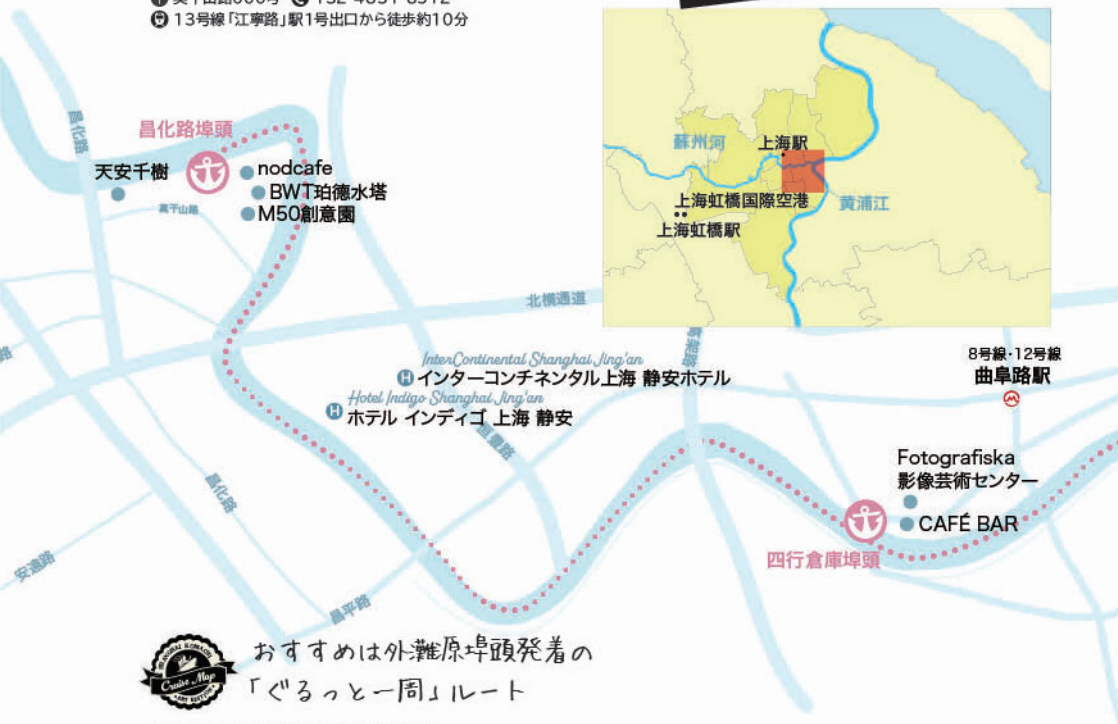 13号線「江寧路」駅1号出口から徒歩約10分
昌化路
昌化路埠頭
天安千樹
nodcafe
BWT珀德水塔
M50創意園
蘇州河
上海駅
上海虹橋国際空港
上海虹橋駅
黄浦江
北横通道
8号線・12号線
曲阜路駅
InterContinental Shanghai Jing'an
インターコンチネンタル上海 静安ホテル
Hotel Indigo Shanghai Jing'an
ホテル インディゴ 上海 静安
恒豊路
Fotografiska
影像芸術センター
CAFÉ BAR
四行倉庫埠頭
昌化路
安遠路
昌平路
Cruise Map
おすすめは外灘原埠頭発着の
「ぐるっと一周」ルート